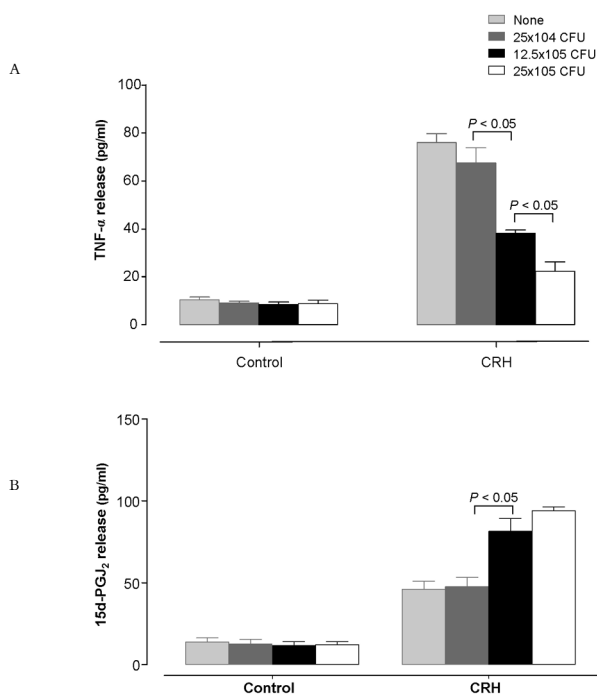 None
25x104 CFU
12.5x105 CFU
25x105 CFU
A
TNF-α release (pg/ml)
100
80
60
40
20
0
P < 0.05
P < 0.05
Control
CRH
B
15d-PGJ2 release (pg/ml)
150
100
50
0
P < 0.05
Control
CRH